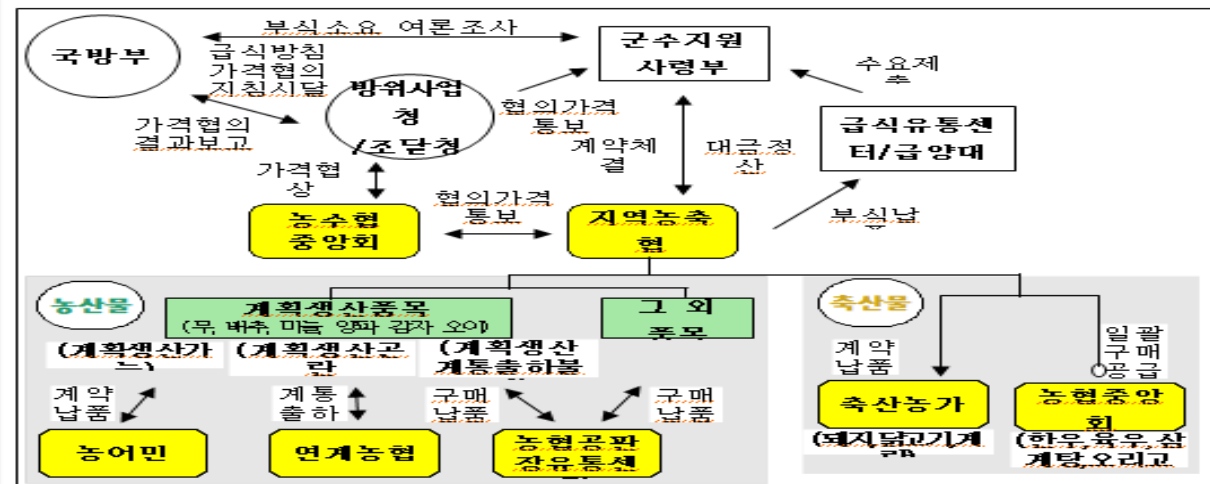 부식소요 여론조사
국방부
급식방침
가격협의
지침시달
군수지원
사령부
수요제
방위사업
청
/조달청
협의가격
통보
가격협의
결과보고
계약체
결
대금정
산
급식유통센
터/급양대
가격협
상
농수협
중앙회
협의가격
통보
지역농축
협
부식납
농산물
계획생산품목
(무, 배추, 마늘 양파 감자 오이)
그 외
품목
축산물
(계획생산가
(계획생산곤
란
(계획생산
계통출하불
계약
납품
계통
출하
구매
납품
구매
납품
계약
납품
일괄
구매
공급
농어민
연계농협
농협공판
장유통센
축산농가
농협중앙
회
(돼지닭고기계
(한우,육우,삼
계탕,오리고